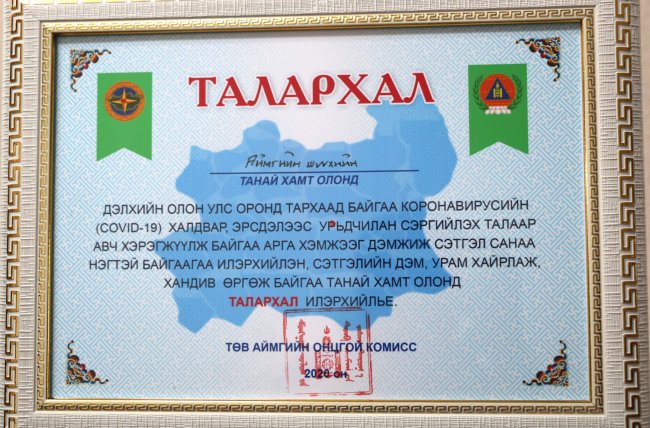 ТАЛАРХАЛ
Аймгийн шүүхийн
ТАНАЙ ХАМТ ОЛОНД
ДЭЛХИЙН ОЛОН УЛС ОРОНД ТАРХААД БАЙГАА КОРОНАВИРУСИЙН
(COVID-19) ХАЛДВАР, ЭРСДЭЛЭЭС УРЬДЧИЛАН СЭРГИЙЛЭХ ТАЛААР
АВЧ ХЭРЭГЖҮҮЛЖ БАЙГАА АРГА ХЭМЖЭЭГ ДЭМЖИЖ СЭТГЭЛ САНАА
НЭГТЭЙ БАЙГААГАА ИЛЭРХИЙЛЭН, СЭТГЭЛИЙН ДЭМ, УРАМ ХАЙРЛАЖ,
ХАНДИВ ӨРГӨЖ БАЙГАА ТАНАЙ ХАМТ ОЛОНД
ТАЛАРХАЛ ИЛЭРХИЙЛЬЕ.
ТӨВ АЙМГИЙН ОНЦГОЙ КОМИСС
2020 он